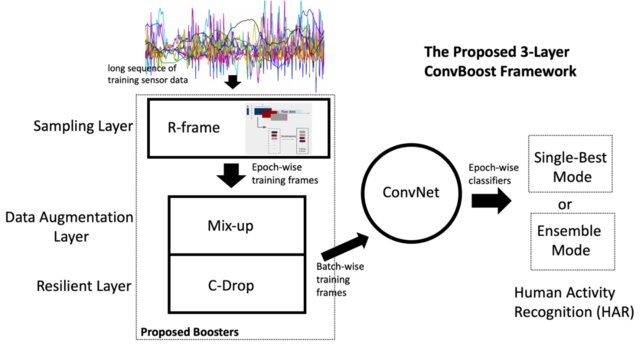 The Proposed 3-Layer
ConvBoost Framework
long sequence of
training sensor data
Sampling Layer
R-frame
Epoch-wise
training frames
Data Augmentation
Layer
Mix-up
Resilient Layer
C-Drop
Batch-wise
training
frames
Proposed Boosters
ConvNet
Epoch-wise
classifiers
Single-Best
Mode
or
Ensemble
Mode
Human Activity
Recognition (HAR)